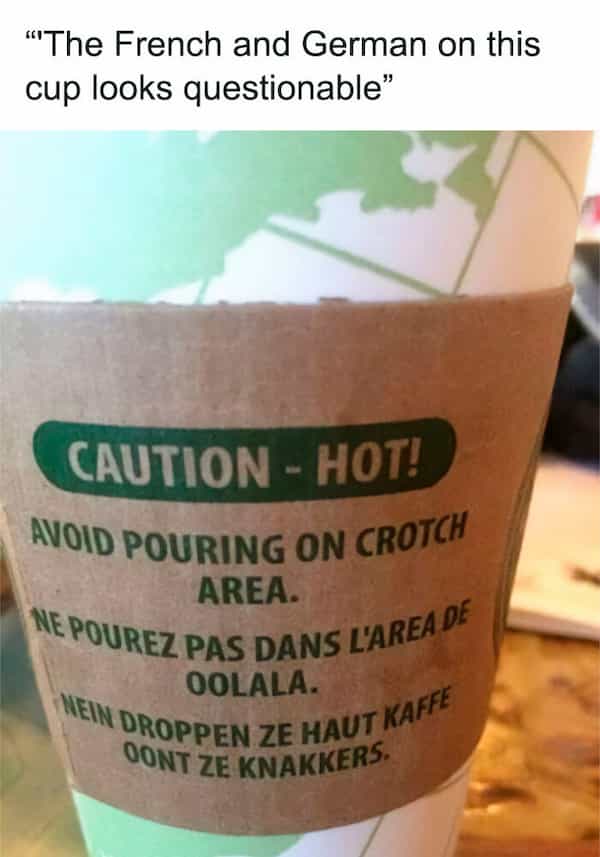 “'The French and German on this
cup looks questionable”
CAUTION - HOT!
AVOID POURING ON CROTCH
AREA.
NE POUREZ PAS DANS L'AREA DE
OOLALA.
NEIN DROPPEN ZE HAUT KAFFE
OONT ZE KNAKKERS.